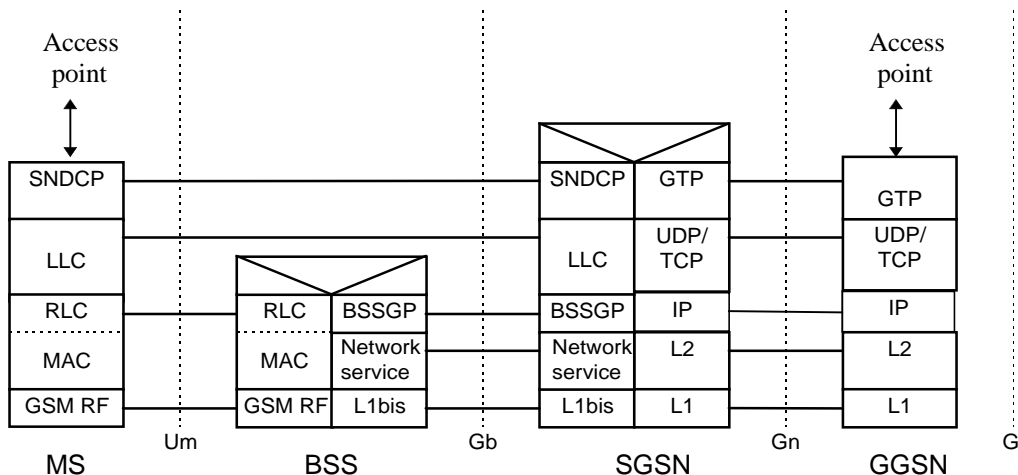 Access
point
Access
point
SNDCP
SNDCP
GTP
GTP
LLC
LLC
UDP/
TCP
UDP/
TCP
RLC
RLC
BSSGP
BSSGP
IP
IP
MAC
MAC
Network
service
Network
service
L2
L2
GSM RF
GSM RF
L1bis
L1bis
L1
L1
Um
Gb
Gn
G
MS
BSS
SGSN
GGSN